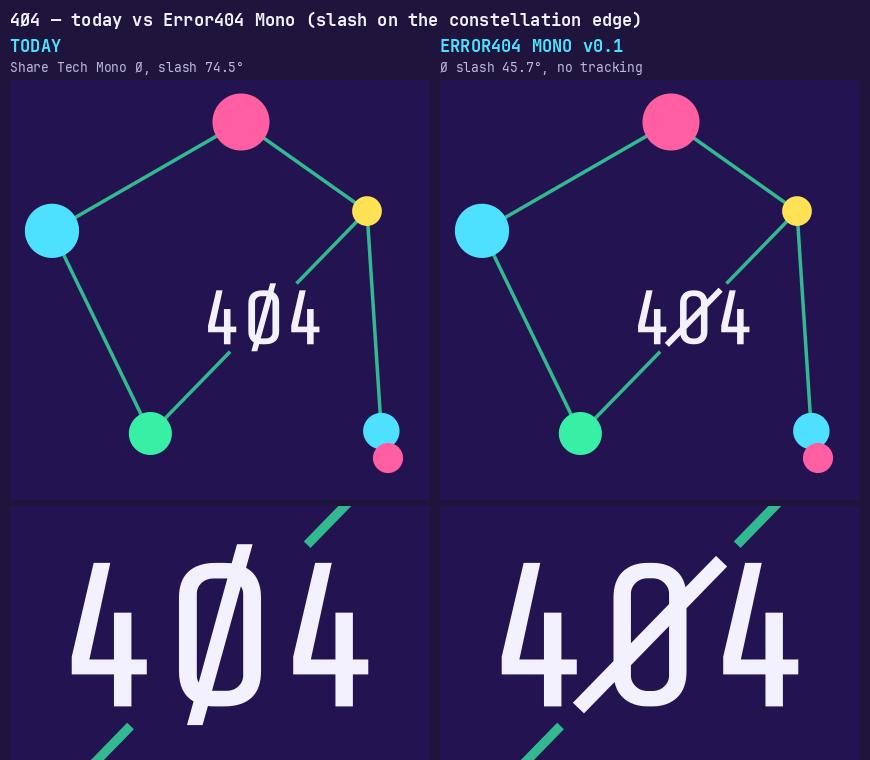 4Ø4 — today vs Error404 Mono (slash on the constellation edge)
TODAY
Share Tech Mono Ø, slash 74.5°
ERROR404 MONO v0.1
Ø slash 45.7°, no tracking
4Ø4
4Ø4
4Ø4
4Ø4